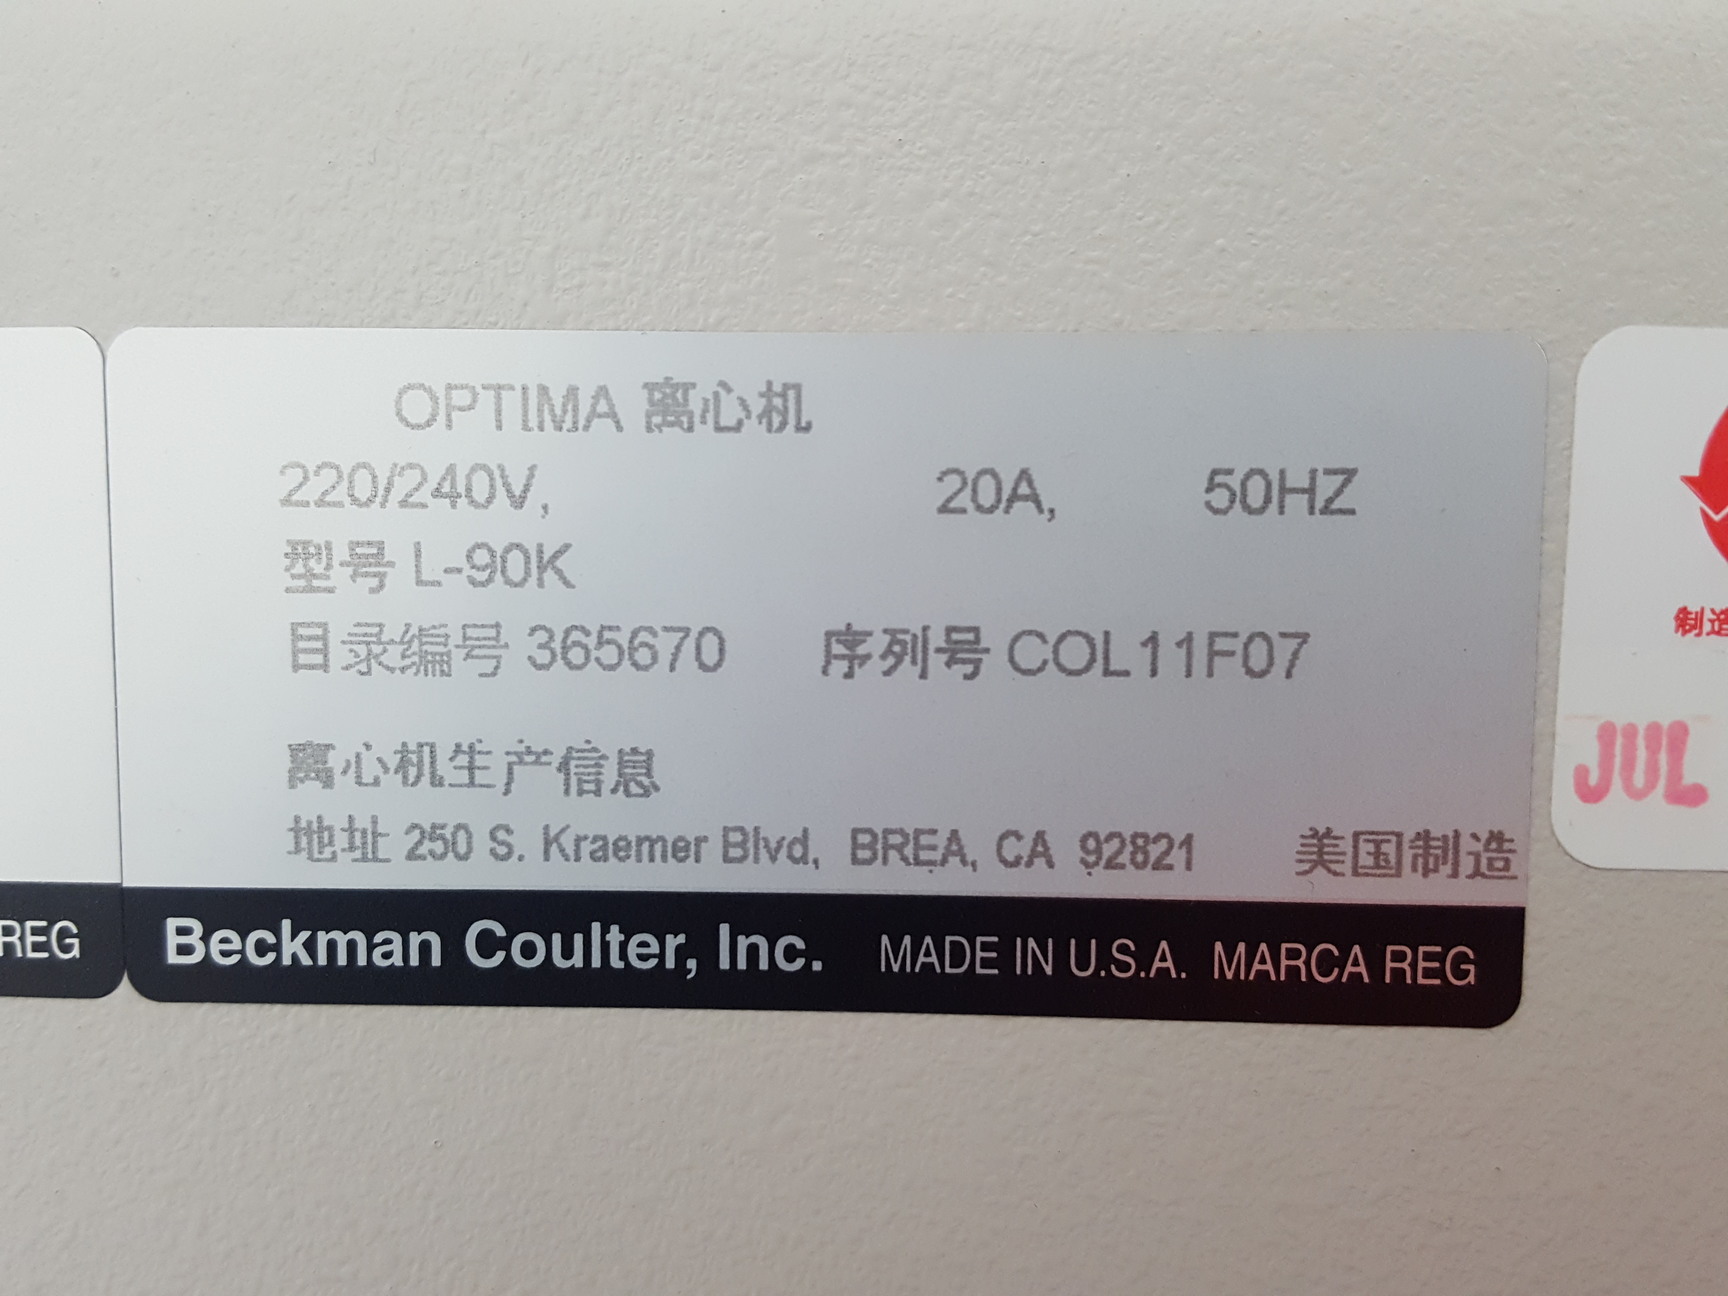 OPTIMA 离心机
220/240V, 20A, 50HZ
型号 L-90K
目录编号 365670 序列号 COL11F07
离心机生产信息
地址 250 S. Kraemer Blvd, BREA, CA 92821 美国制造
Beckman Coulter, Inc. MADE IN U.S.A. MARCA REG
REG
制造
JUL